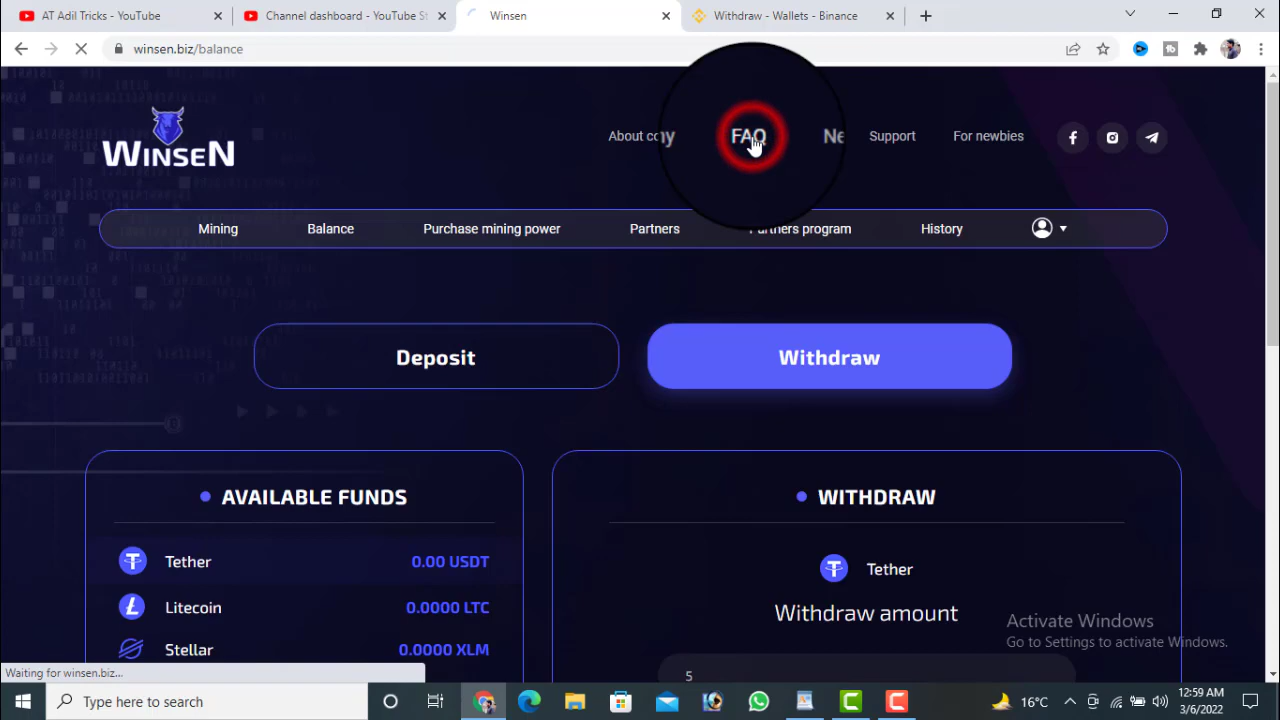 AT Adil Tricks - YouTube
Channel dashboard - YouTube St
Winsen
Withdraw - Wallets - Binance
winsen.biz/balance
WINSEN
About co
ny
FAQ
Ne
Support
For newbies
Mining
Balance
Purchase mining power
Partners
Partners program
History
Deposit
Withdraw
AVAILABLE FUNDS
Tether
0.00 USDT
Litecoin
0.0000 LTC
Stellar
0.0000 XLM
WITHDRAW
Tether
Withdraw amount
5
Activate Windows
Go to Settings to activate Windows.
Waiting for winsen.biz...
Type here to search
16°C
12:59 AM
3/6/2022